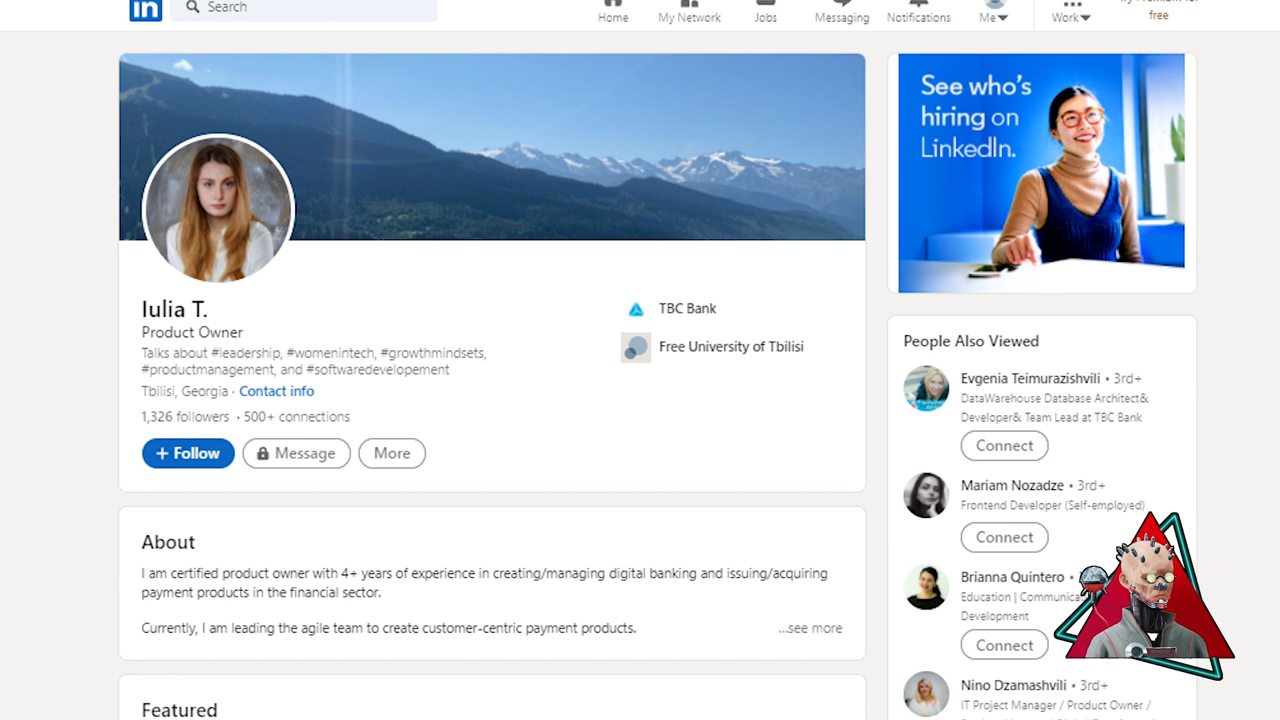 in
Search
Home
My Network
Jobs
Messaging
Notifications
Me
Work
free
See who's
hiring on
LinkedIn.
Iulia T.
Product Owner
Talks about #leadership, #womenintech, #growthmindsets,
#productmanagement, and #softwaredevelopement
Tbilisi, Georgia · Contact info
1,326 followers · 500+ connections
+ Follow
Message
More
TBC Bank
Free University of Tbilisi
About
I am certified product owner with 4+ years of experience in creating/managing digital banking and issuing/acquiring
payment products in the financial sector.
Currently, I am leading the agile team to create customer-centric payment products.
...see more
Featured
People Also Viewed
Evgenia Teimurazishvili • 3rd+
DataWarehouse Database Architect&
Developer& Team Lead at TBC Bank
Connect
Mariam Nozadze • 3rd+
Frontend Developer (Self-employed)
Connect
Brianna Quintero •
Education | Communica
Development
Connect
Nino Dzamashvili • 3rd+
IT Project Manager / Product Owner /